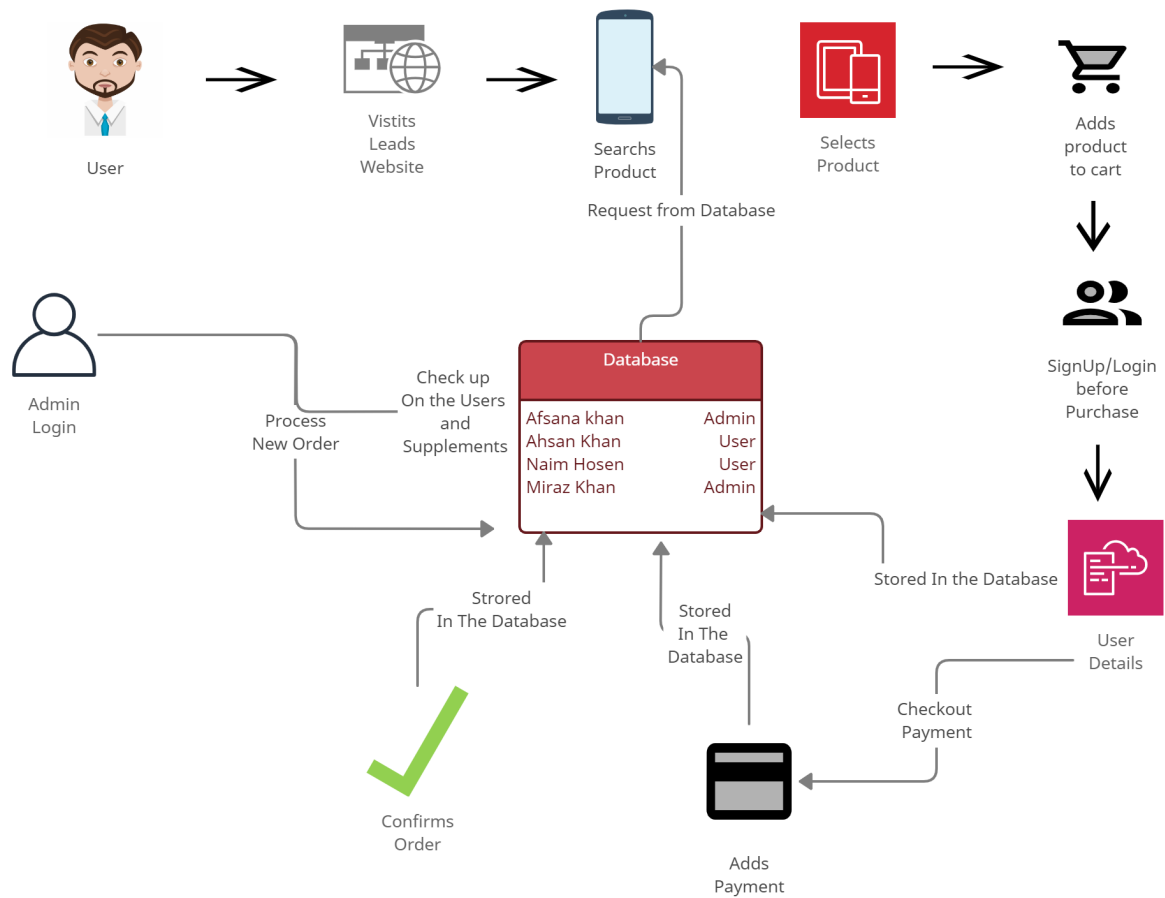 User
Vistits
Leads
Website
Searchs
Product
Selects
Product
Adds
product
to cart
Request from Database
SignUp/Login
before
Purchase
Admin
Login
Process
New Order
Check up
On the Users
and
Supplements
Database
Afsana khan Admin
Ahsan Khan User
Naim Hosen User
Miraz Khan Admin
Stored In the Database
User
Details
Strored
In The Database
Stored
In The
Database
Checkout
Payment
Confirms
Order
Adds
Payment